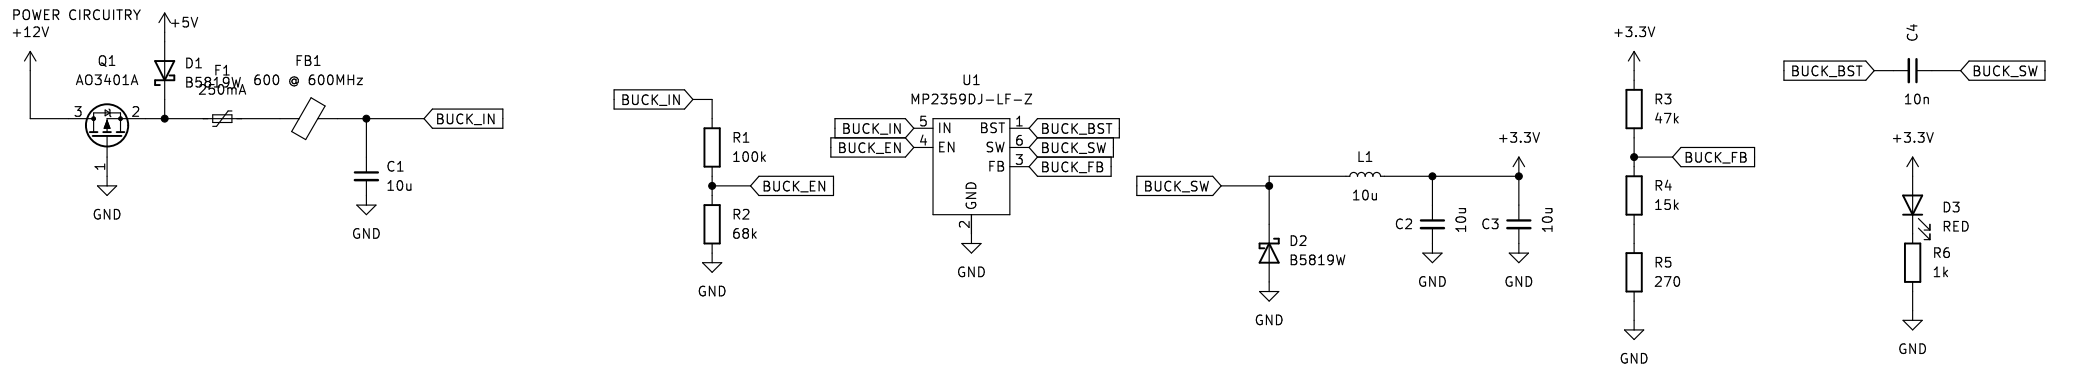 POWER CIRCUITRY
+12V
+5V
Q1
AO3401A
3
2
1
GND
D1
B5819W
F1
250mA
FB1
600 @ 600MHz
BUCK_IN
C1
10u
GND
BUCK_IN
R1
100k
BUCK_EN
R2
68k
GND
U1
MP2359DJ-LF-Z
BUCK_IN
5
IN
BST
1
BUCK_BST
BUCK_EN
4
EN
SW
6
BUCK_SW
FB
3
BUCK_FB
GND
2
GND
BUCK_SW
D2
B5819W
GND
L1
10u
C2
10u
GND
+3.3V
C3
10u
GND
+3.3V
R3
47k
BUCK_FB
R4
15k
R5
270
GND
C4
BUCK_BST
BUCK_SW
10n
+3.3V
D3
RED
R6
1k
GND